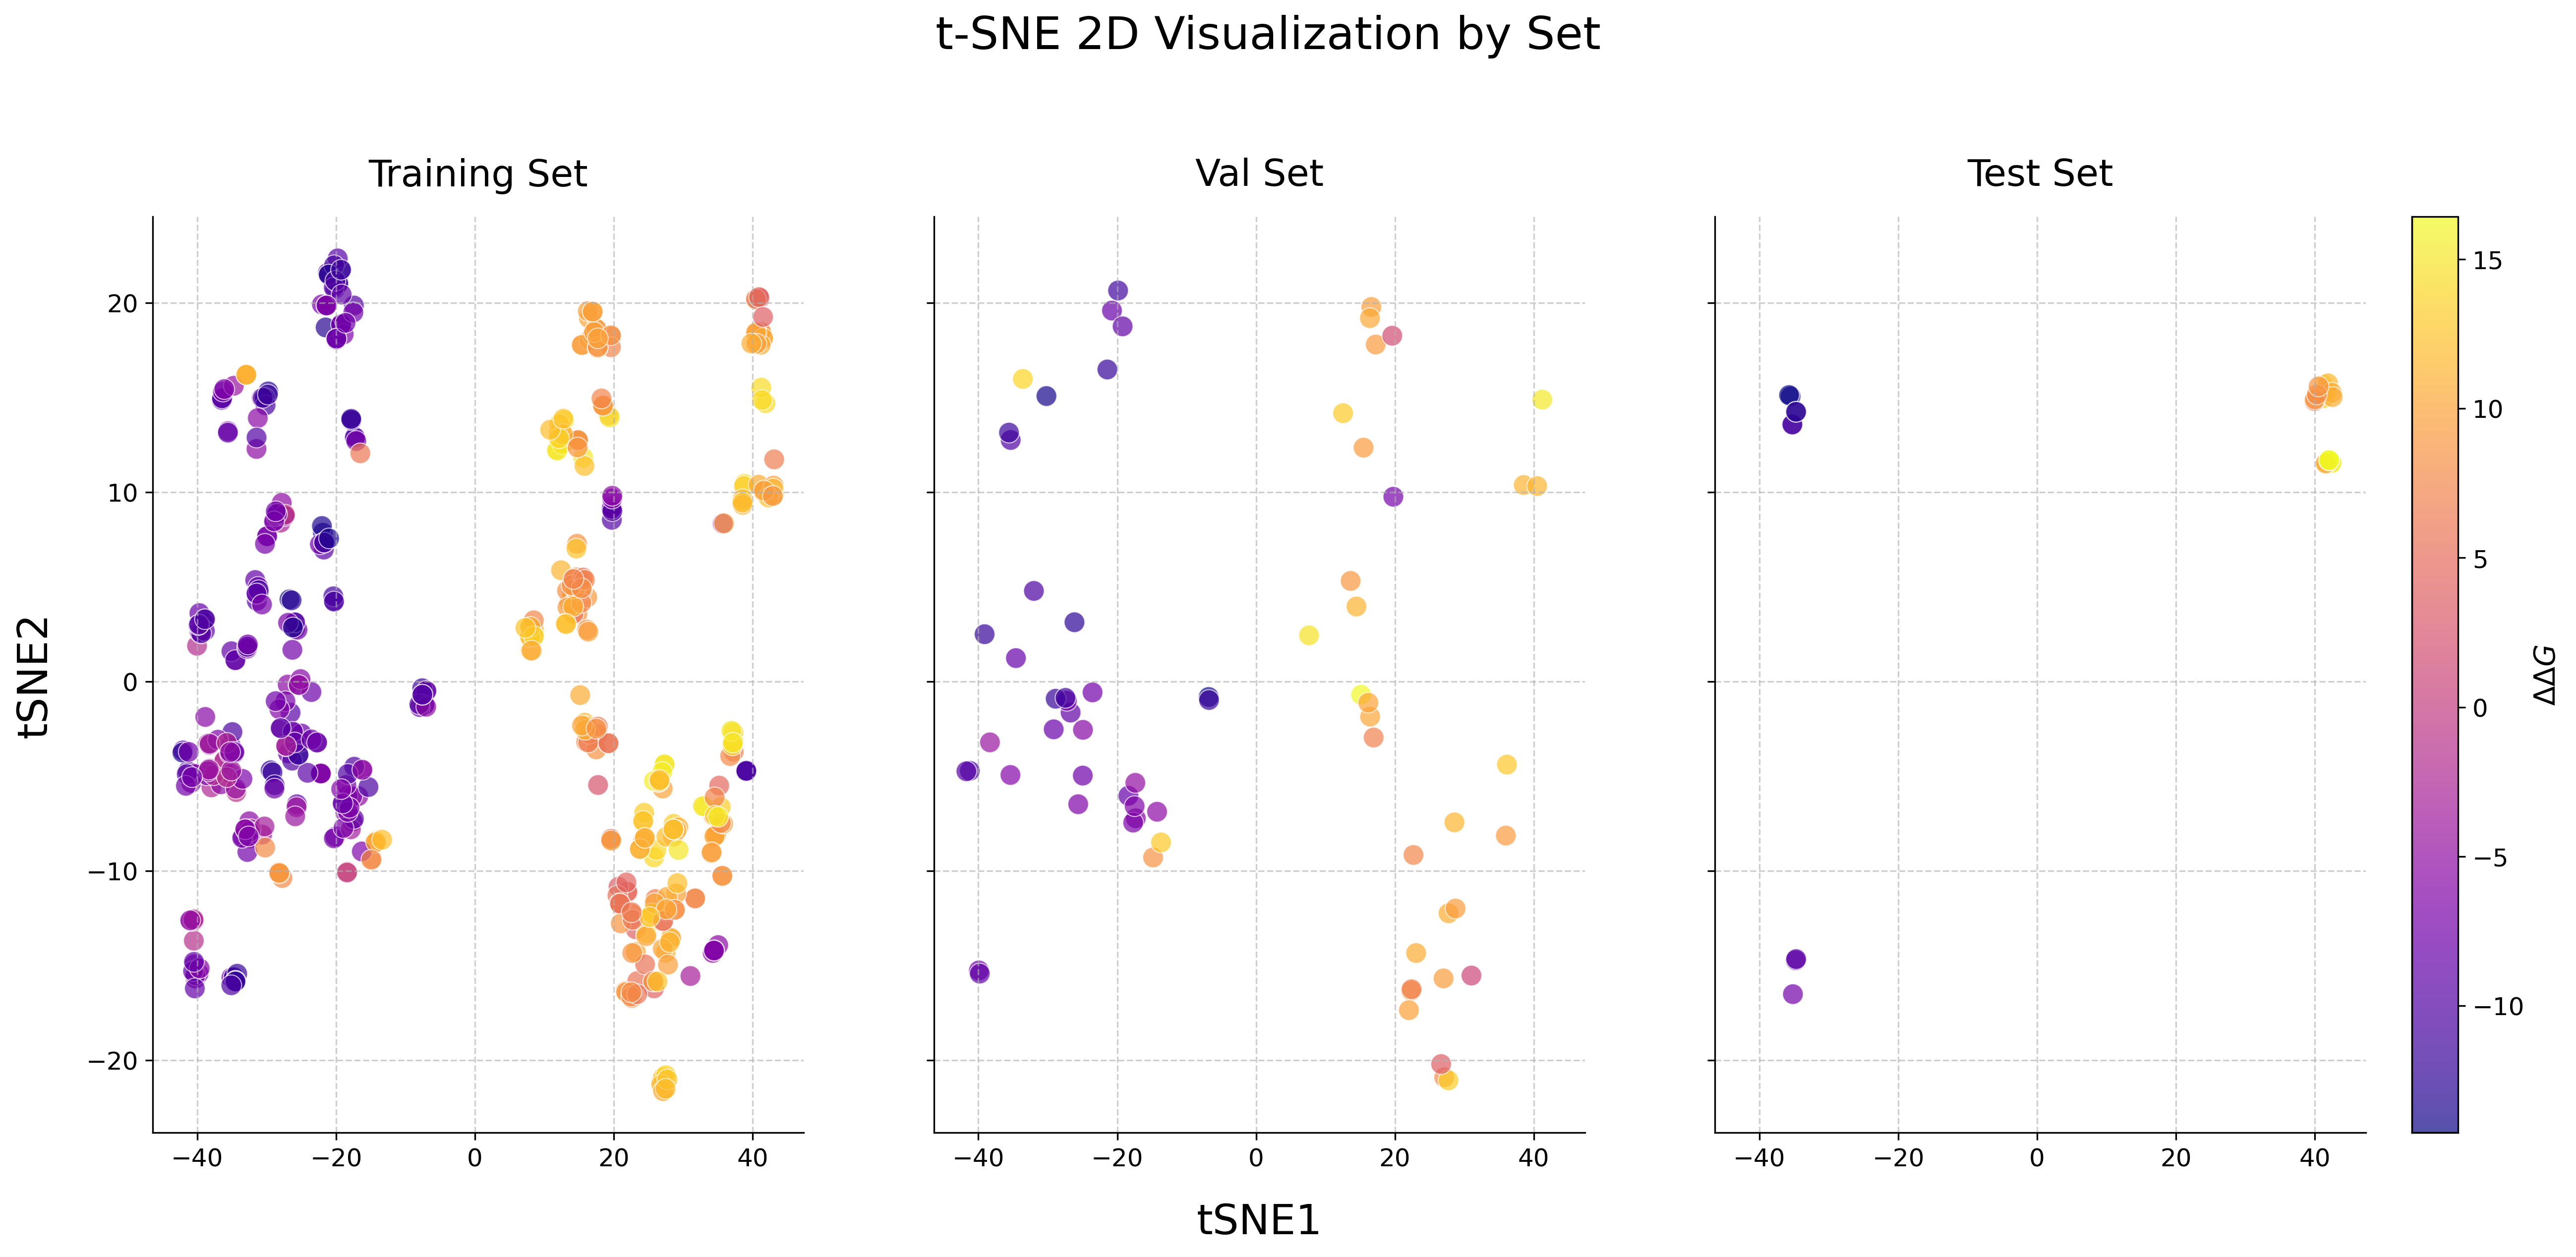 t-SNE 2D Visualization by Set
Training Set
Val Set
Test Set
20
10
0
−10
−20
tSNE2
−40 −20 0 20 40
−40 −20 0 20 40
−40 −20 0 20 40
tSNE1
15
10
5
0
−5
−10
ΔΔG